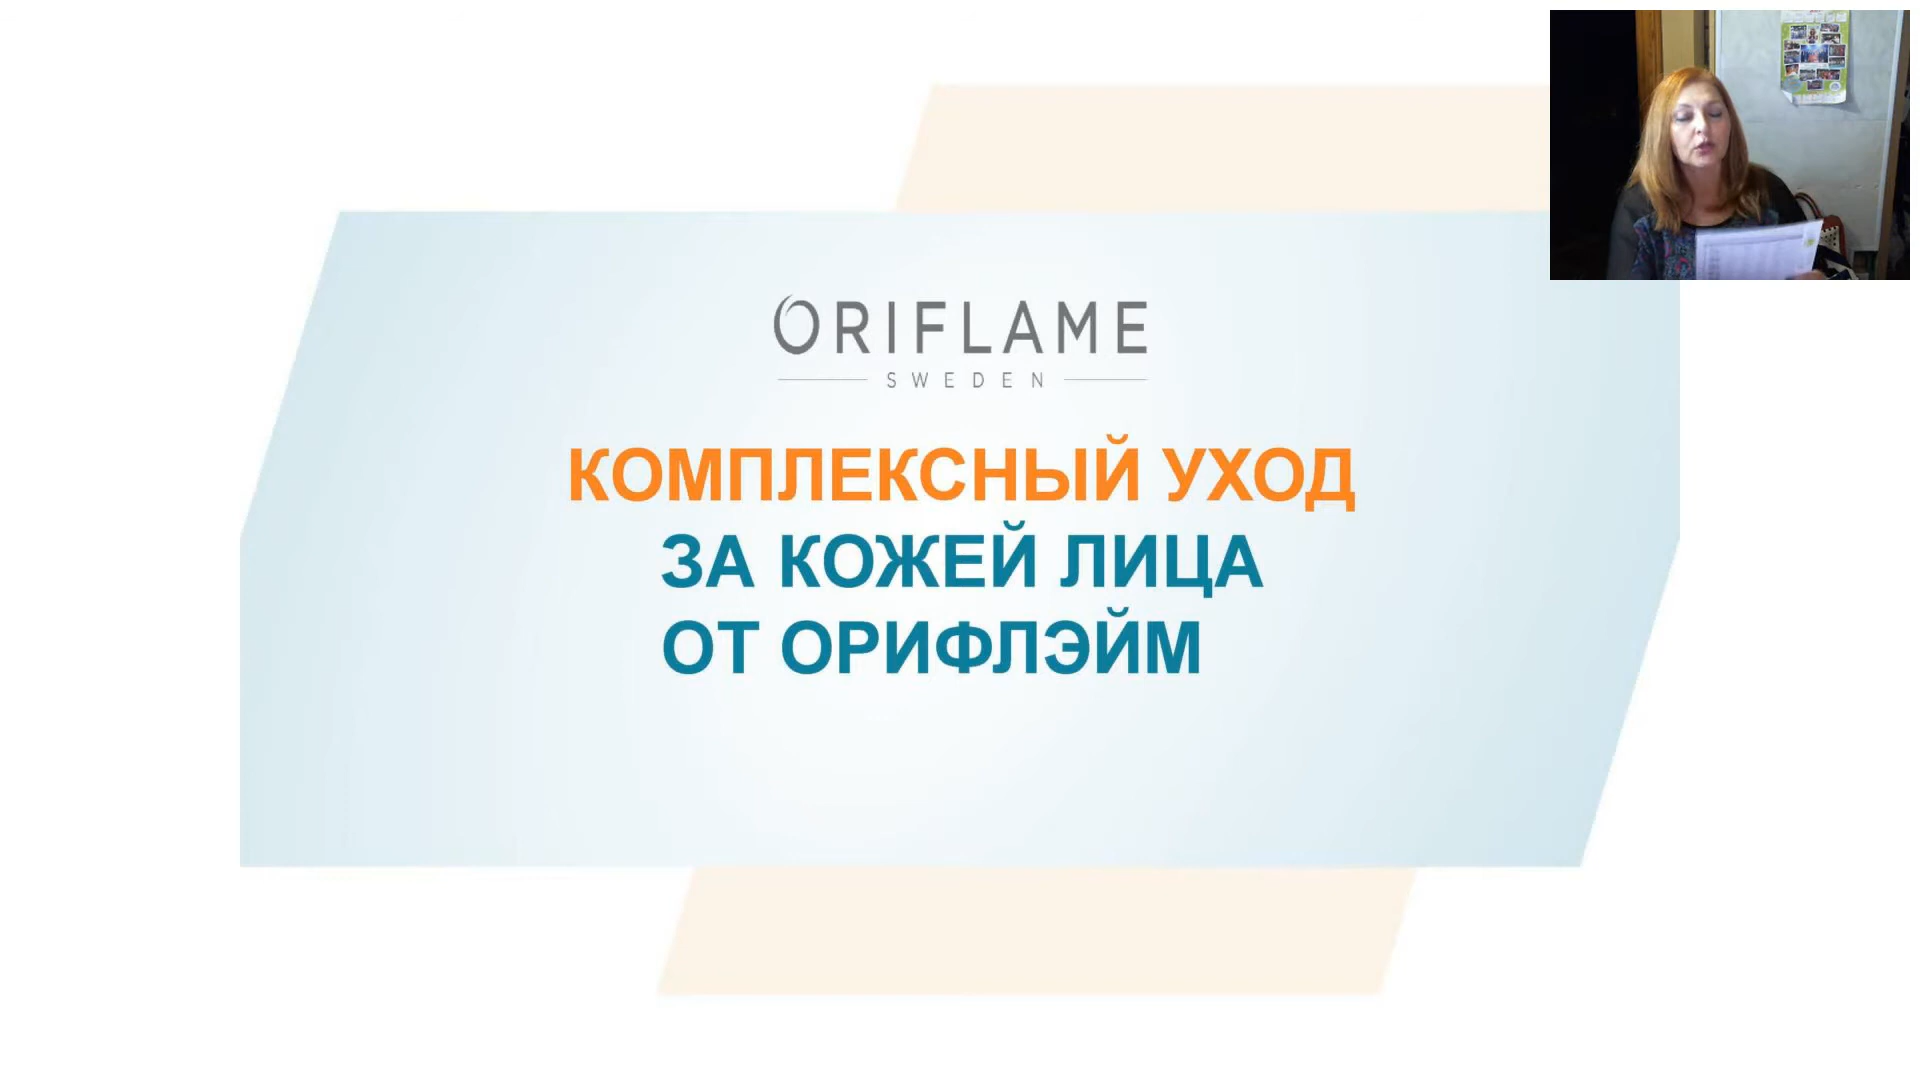 ORIFLAME
SWEDEN
КОМПЛЕКСНЫЙ УХОД
ЗА КОЖЕЙ ЛИЦА
ОТ ОРИФЛЭЙМ